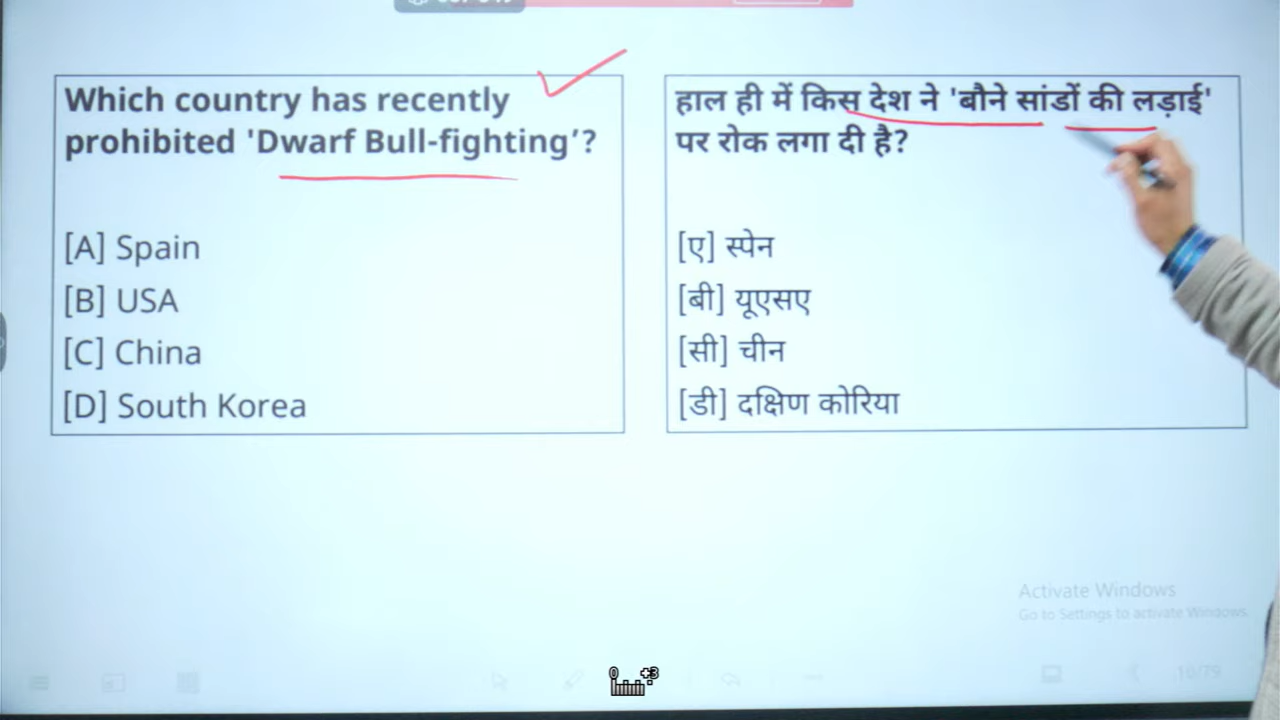 Which country has recently
prohibited 'Dwarf Bull-fighting’?
[A] Spain
[B] USA
[C] China
[D] South Korea
हाल ही में किस देश ने 'बौने सांडों की लड़ाई'
पर रोक लगा दी है?
[ए] स्पेन
[बी] यूएसए
[सी] चीन
[डी] दक्षिण कोरिया
Activate Windows
Go to Settings to activate Windows.